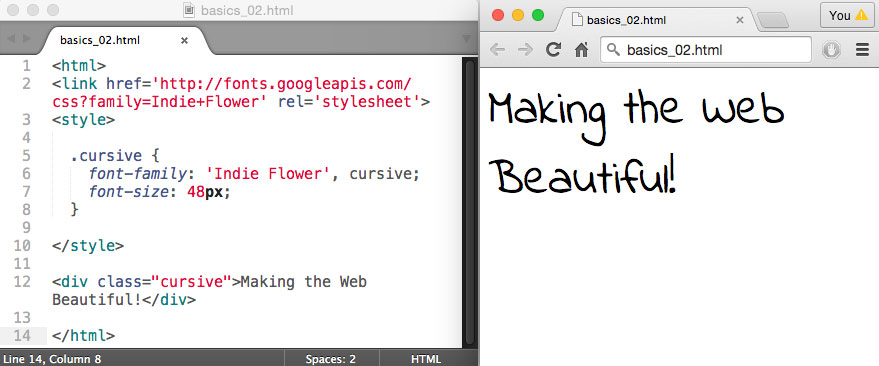 basics_02.html
basics_02.html ×
1 <html>
2 <link href='http://fonts.googleapis.com/
css?family=Indie+Flower' rel='stylesheet'>
3 <style>
4
5 .cursive {
6 font-family: 'Indie Flower', cursive;
7 font-size: 48px;
8 }
9
10 </style>
11
12 <div class="cursive">Making the Web
Beautiful!</div>
13
14 </html>
Line 14, Column 8 Spaces: 2 HTML
basics_02.html × You
basics_02.html
Making the Web
Beautiful!